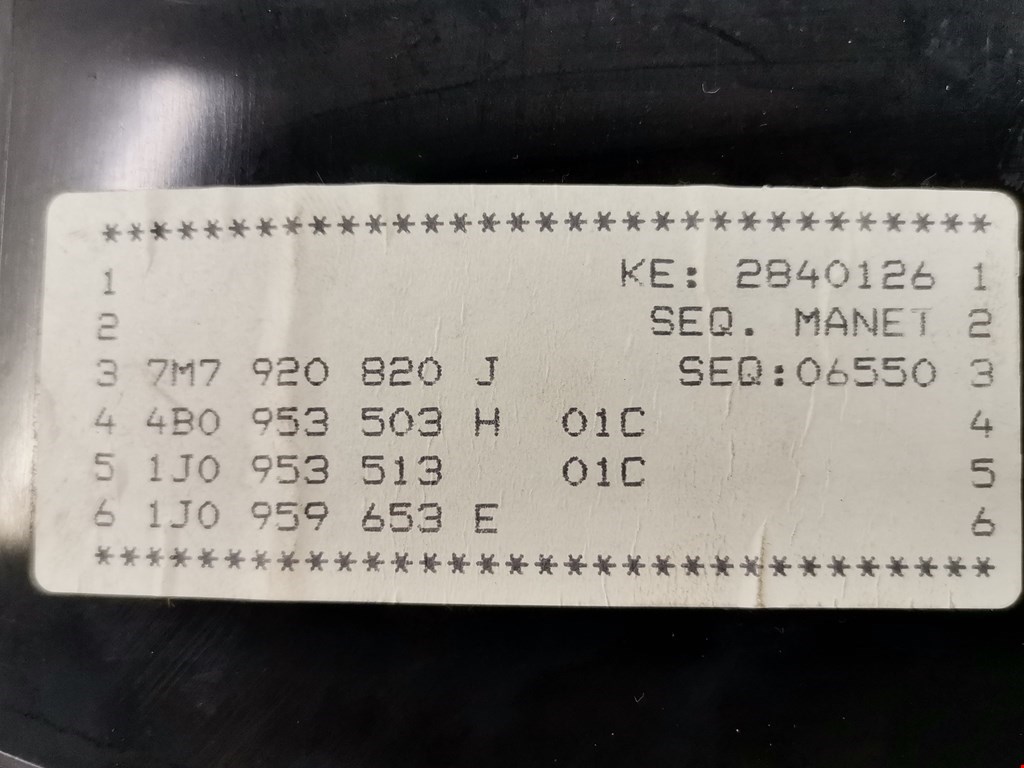 ***********************************
1 KE: 2840126 1
2 SEQ. MANET 2
3 7M7 920 820 J SEQ:06550 3
4 4B0 953 503 H 01C 4
5 1J0 953 513 01C 5
6 1J0 959 653 E 6
***********************************